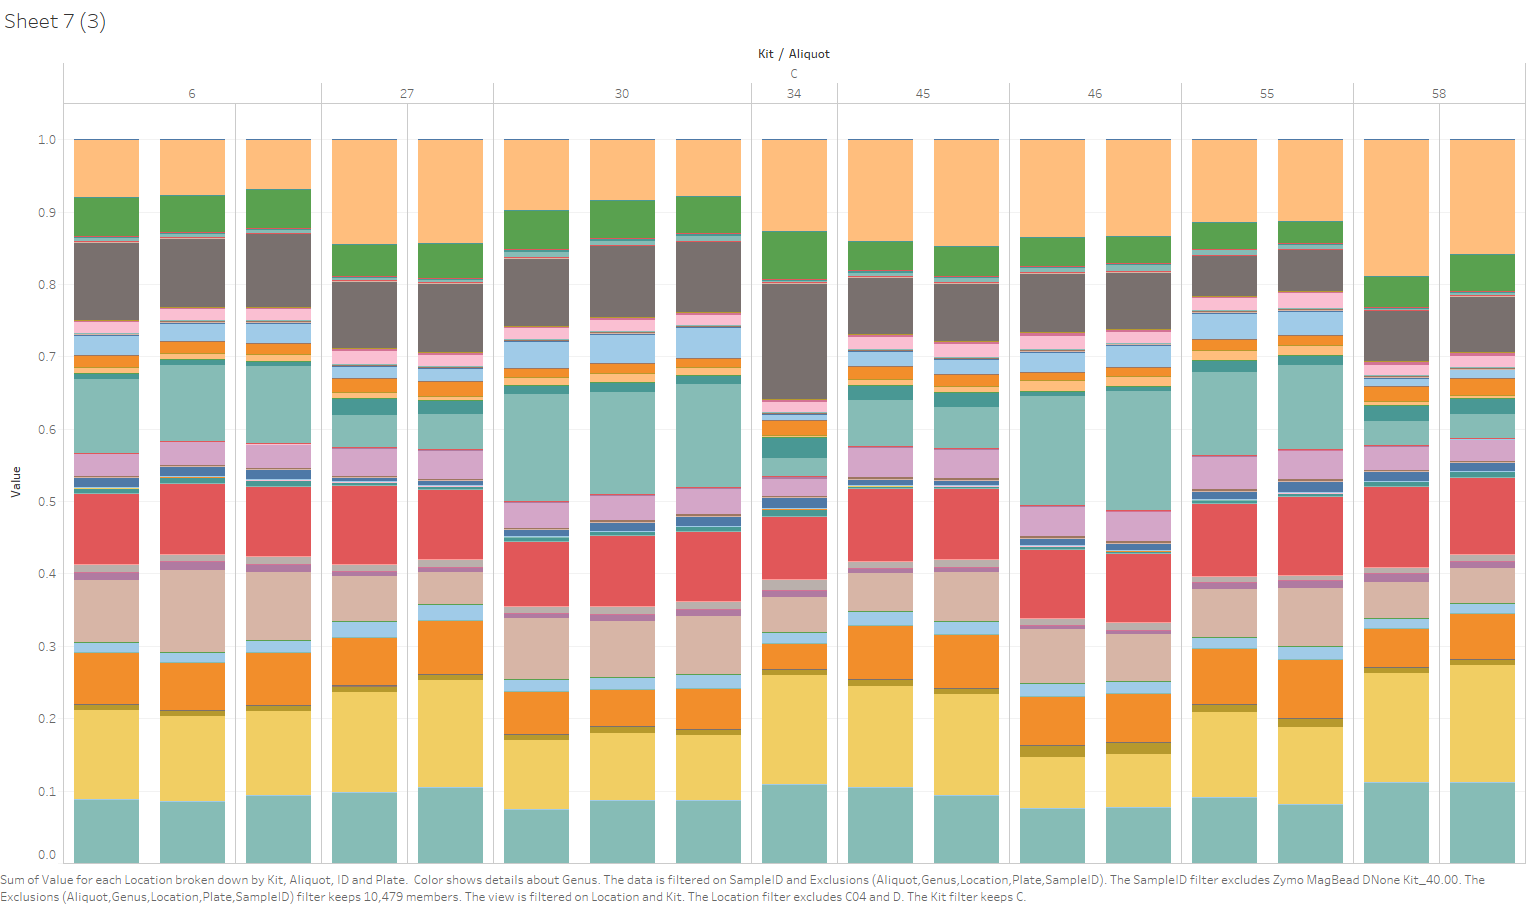 Sheet 7 (3)
Kit / Aliquot
C
6 27 30 34 45 46 55 58
1.0
0.9
0.8
0.7
0.6
0.5
0.4
0.3
0.2
0.1
0.0
Value
Sum of Value for each Location broken down by Kit, Aliquot, ID and Plate. Color shows details about Genus. The data is filtered on SampleID and Exclusions (Aliquot,Genus,Location,Plate,SampleID). The SampleID filter excludes Zymo MagBead DNone Kit_40.00. The
Exclusions (Aliquot,Genus,Location,Plate,SampleID) filter keeps 10,479 members. The view is filtered on Location and Kit. The Location filter excludes C04 and D. The Kit filter keeps C.